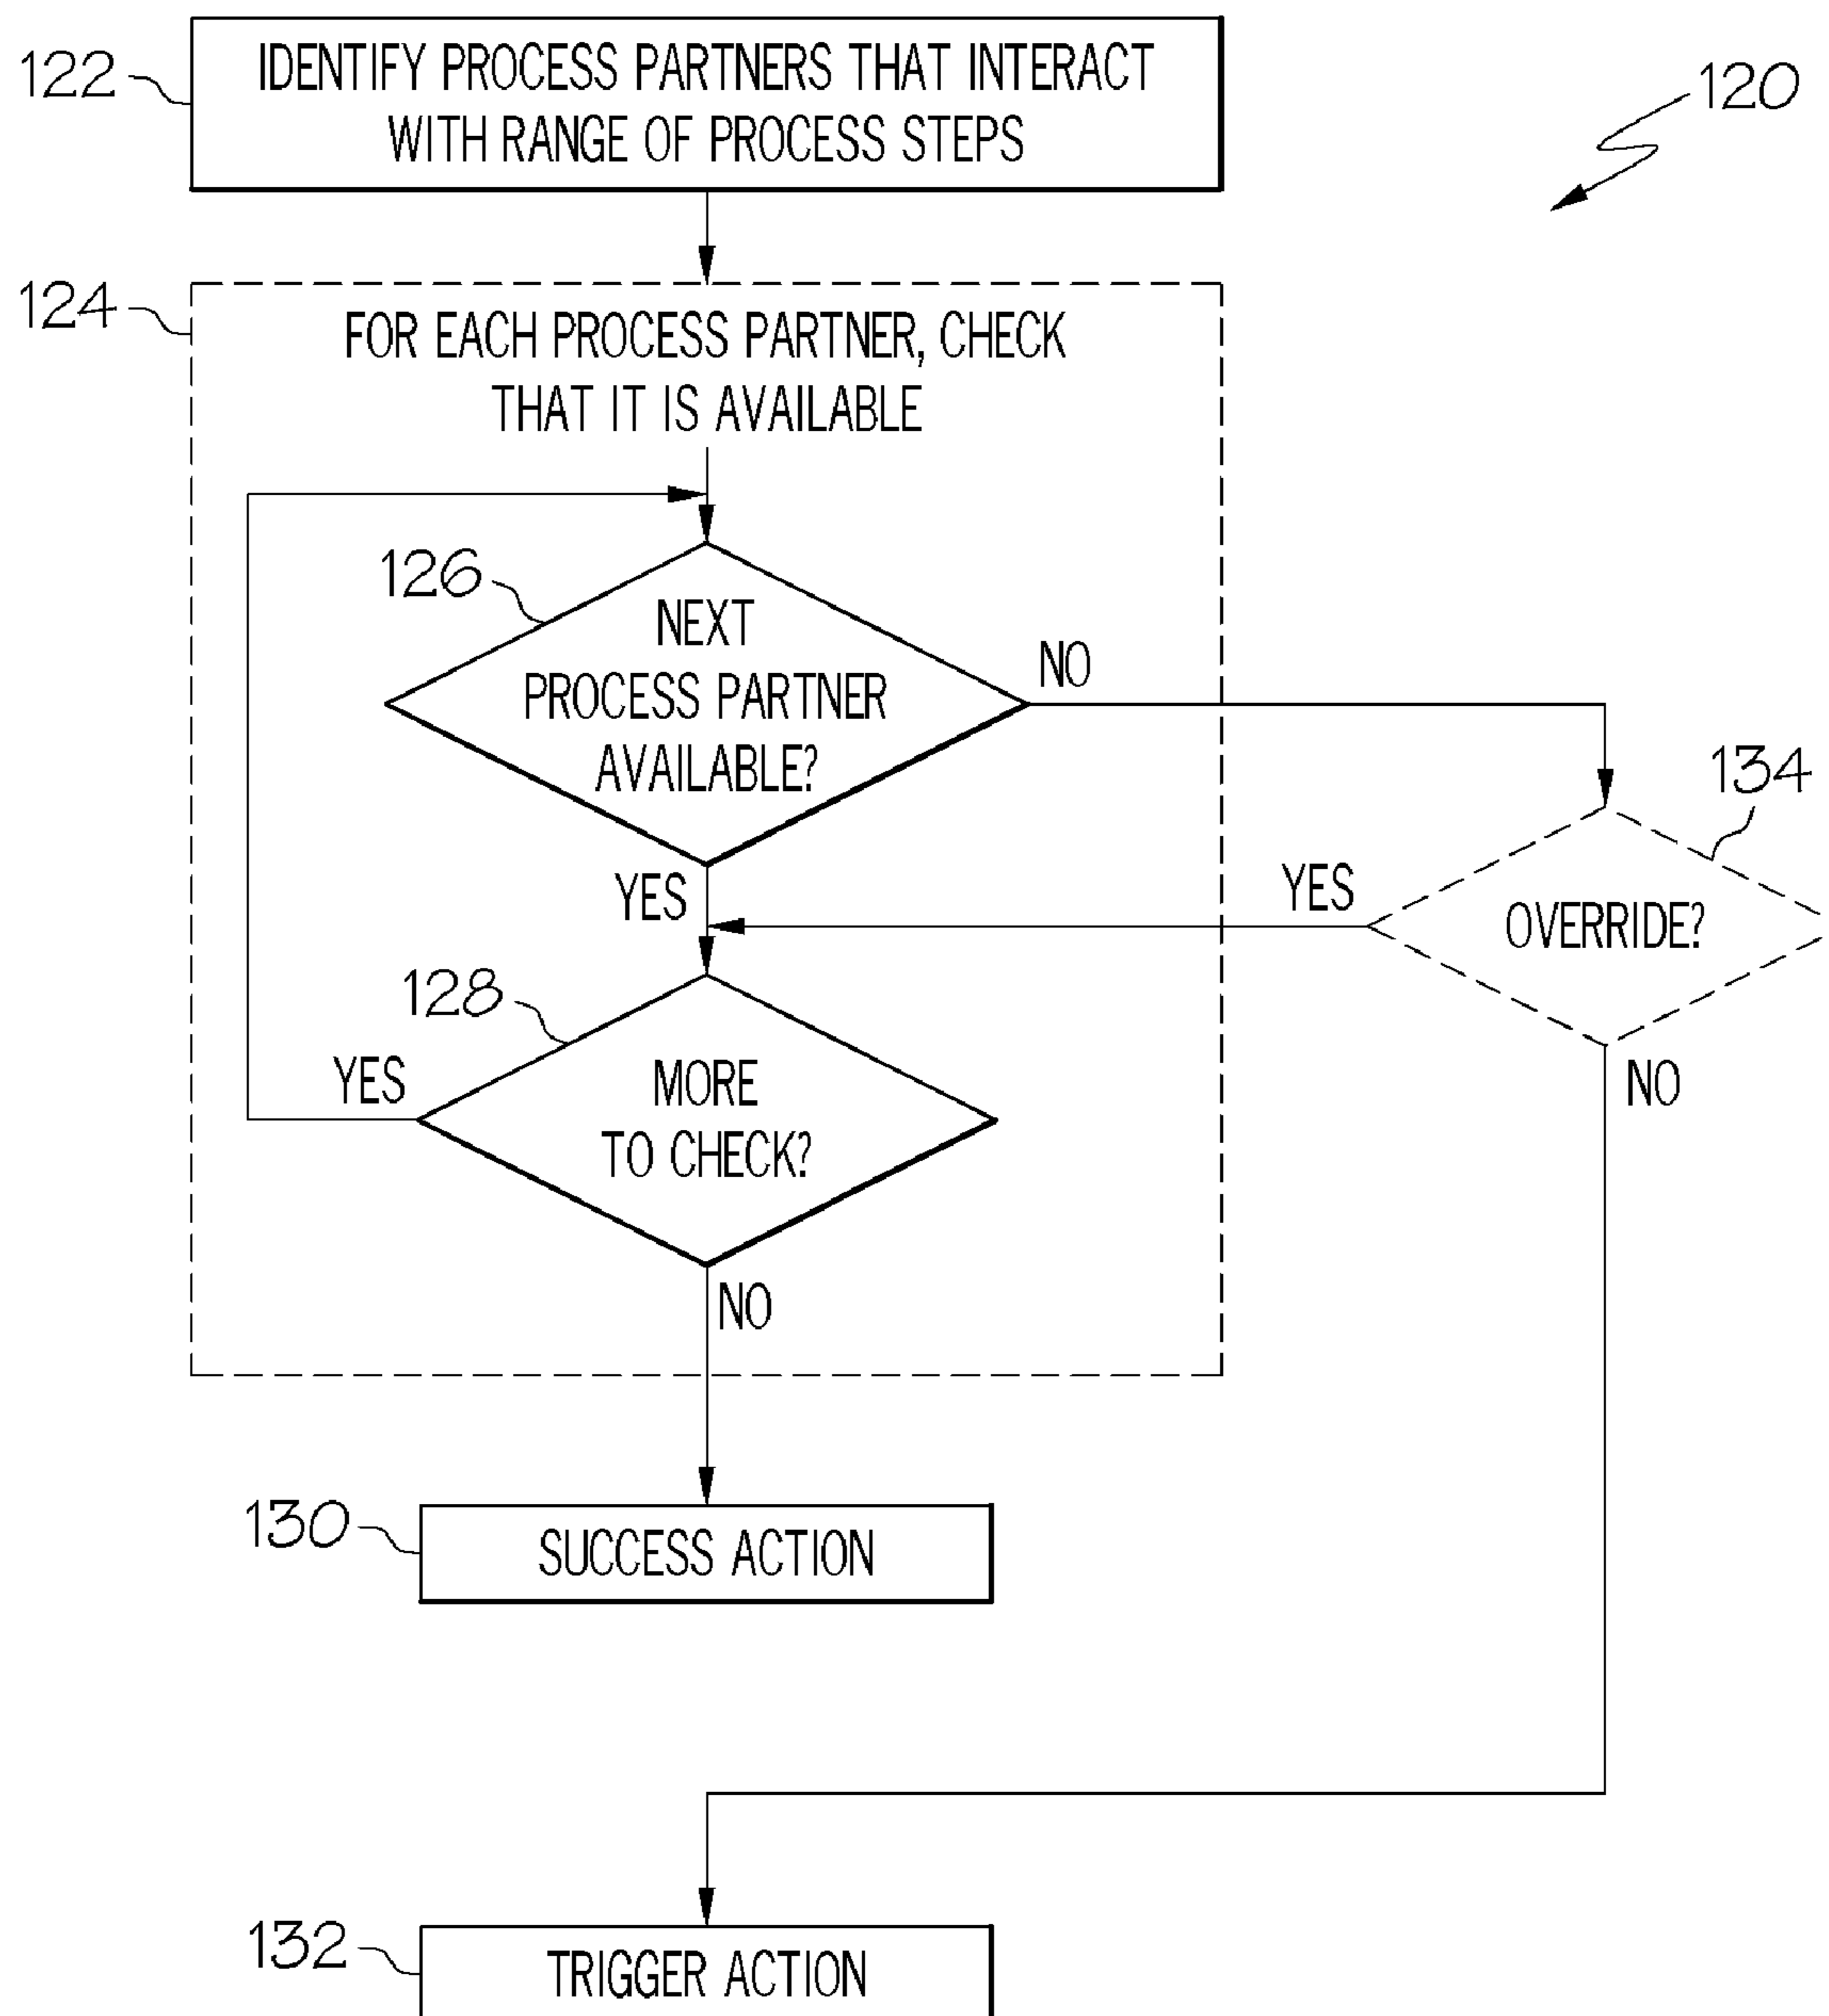 122
IDENTIFY PROCESS PARTNERS THAT INTERACT
WITH RANGE OF PROCESS STEPS
120
124
FOR EACH PROCESS PARTNER, CHECK
THAT IT IS AVAILABLE
126
NEXT
PROCESS PARTNER
AVAILABLE?
NO
134
YES
YES
OVERRIDE?
128
YES
MORE
TO CHECK?
NO
NO
130
SUCCESS ACTION
132
TRIGGER ACTION